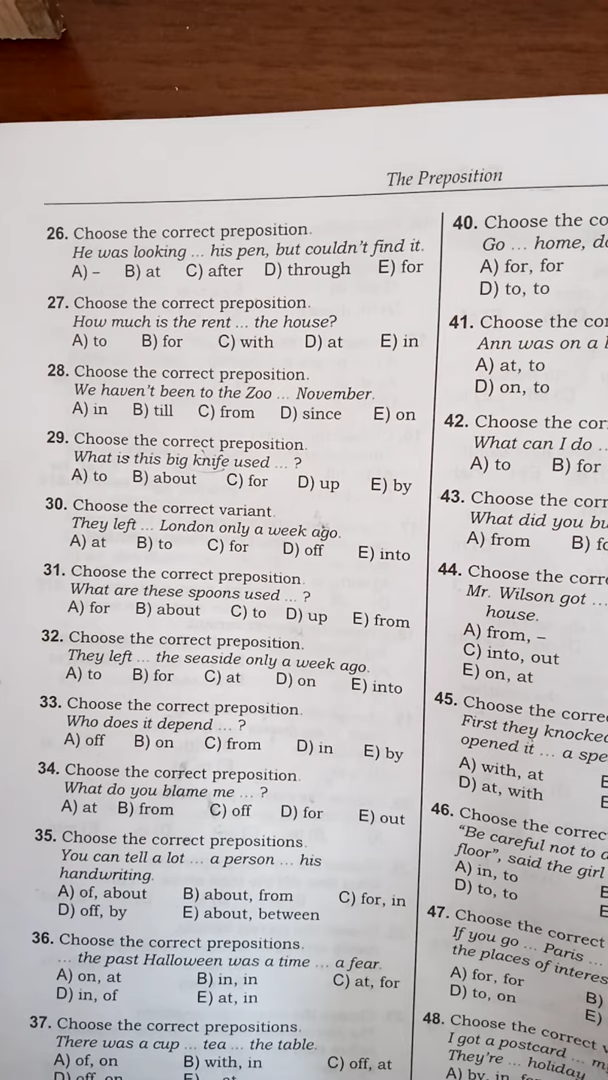 The Preposition
26. Choose the correct preposition.
He was looking ... his pen, but couldn't find it.
A) – B) at C) after D) through E) for
27. Choose the correct preposition.
How much is the rent ... the house?
A) to B) for C) with D) at E) in
28. Choose the correct preposition.
We haven't been to the Zoo ... November.
A) in B) till C) from D) since E) on
29. Choose the correct preposition.
What is this big knife used ... ?
A) to B) about C) for D) up E) by
30. Choose the correct variant.
They left ... London only a week ago.
A) at B) to C) for D) off E) into
31. Choose the correct preposition.
What are these spoons used ... ?
A) for B) about C) to D) up E) from
32. Choose the correct preposition.
They left ... the seaside only a week ago.
A) to B) for C) at D) on E) into
33. Choose the correct preposition.
Who does it depend ... ?
A) off B) on C) from D) in E) by
34. Choose the correct preposition.
What do you blame me ... ?
A) at B) from C) off D) for E) out
35. Choose the correct prepositions.
You can tell a lot ... a person ... his
handwriting.
A) of, about B) about, from C) for, in
D) off, by E) about, between
36. Choose the correct prepositions.
... the past Halloween was a time ... a fear.
A) on, at B) in, in C) at, for
D) in, of E) at, in
37. Choose the correct prepositions.
There was a cup ... tea ... the table.
A) of, on B) with, in C) off, at
D) off, on E)
40. Choose the co
Go ... home, d
A) for, for
D) to, to
41. Choose the co
Ann was on a
A) at, to
D) on, to
42. Choose the cor
What can I do ..
A) to B) for
43. Choose the corr
What did you bu
A) from B) fo
44. Choose the corre
Mr. Wilson got ...
house.
A) from, –
C) into, out
E) on, at
45. Choose the corre
First they knocked
opened it ... a spe
A) with, at
D) at, with
46. Choose the correc
"Be careful not to
floor", said the girl
A) in, to
D) to, to
47. Choose the correct
If you go ... Paris ...
the places of interes
A) for, for B)
D) to, on E)
48. Choose the correct
I got a postcard ... m
They're ... holiday
A) by, in